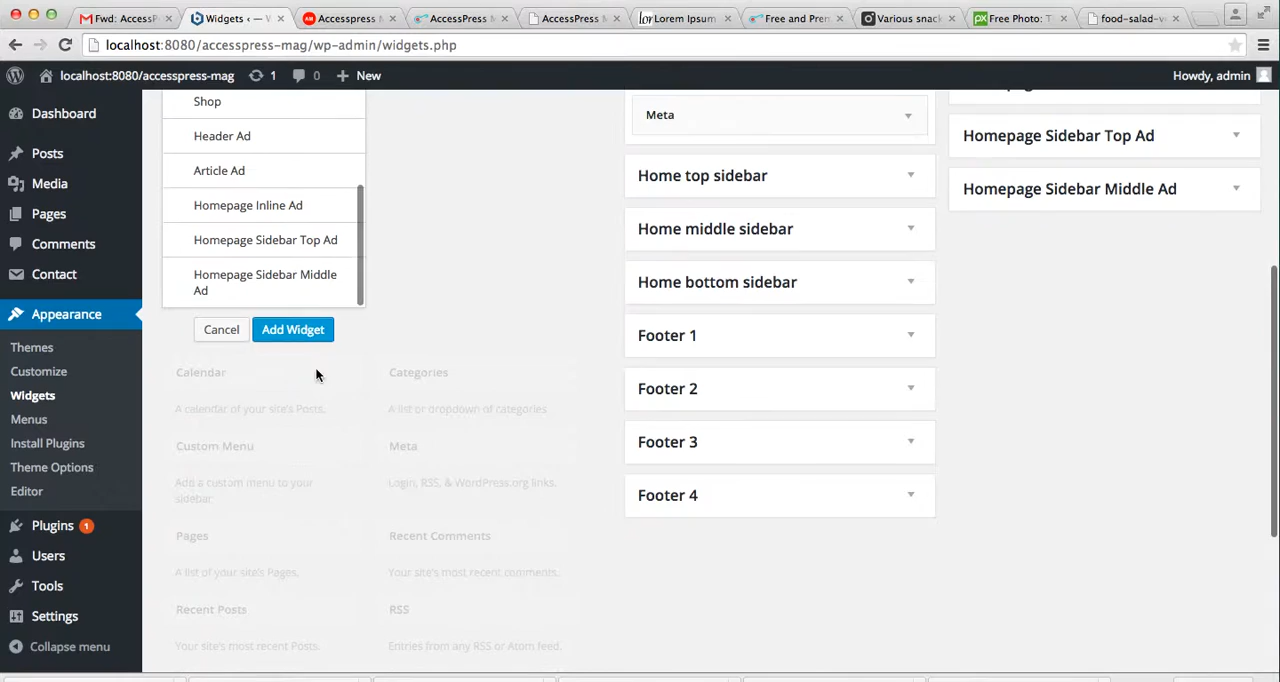 Fwd: AccessP
Widgets ‹ — W
Accesspress M
AccessPress M
AccessPress M
Lorem Ipsum
Free and Pren
Various snack
Free Photo: T
food-salad-ve
localhost:8080/accesspress-mag/wp-admin/widgets.php
localhost:8080/accesspress-mag 1 0 New
Howdy, admin
Dashboard
Posts
Media
Pages
Comments
Contact
Appearance
Themes
Customize
Widgets
Menus
Install Plugins
Theme Options
Editor
Plugins 1
Users
Tools
Settings
Collapse menu
Shop
Header Ad
Article Ad
Homepage Inline Ad
Homepage Sidebar Top Ad
Homepage Sidebar Middle
Ad
Cancel Add Widget
Calendar
A calendar of your site's Posts.
Categories
A list or dropdown of categories
Custom Menu
Add a custom menu to your
sidebar.
Meta
Login, RSS, & WordPress.org links.
Pages
A list of your site's Pages.
Recent Comments
Your site's most recent comments.
Recent Posts
Your site's most recent Posts.
RSS
Entries from any RSS or Atom feed.
Meta
Home top sidebar
Home middle sidebar
Home bottom sidebar
Footer 1
Footer 2
Footer 3
Footer 4
Homepage Sidebar Top Ad
Homepage Sidebar Middle Ad